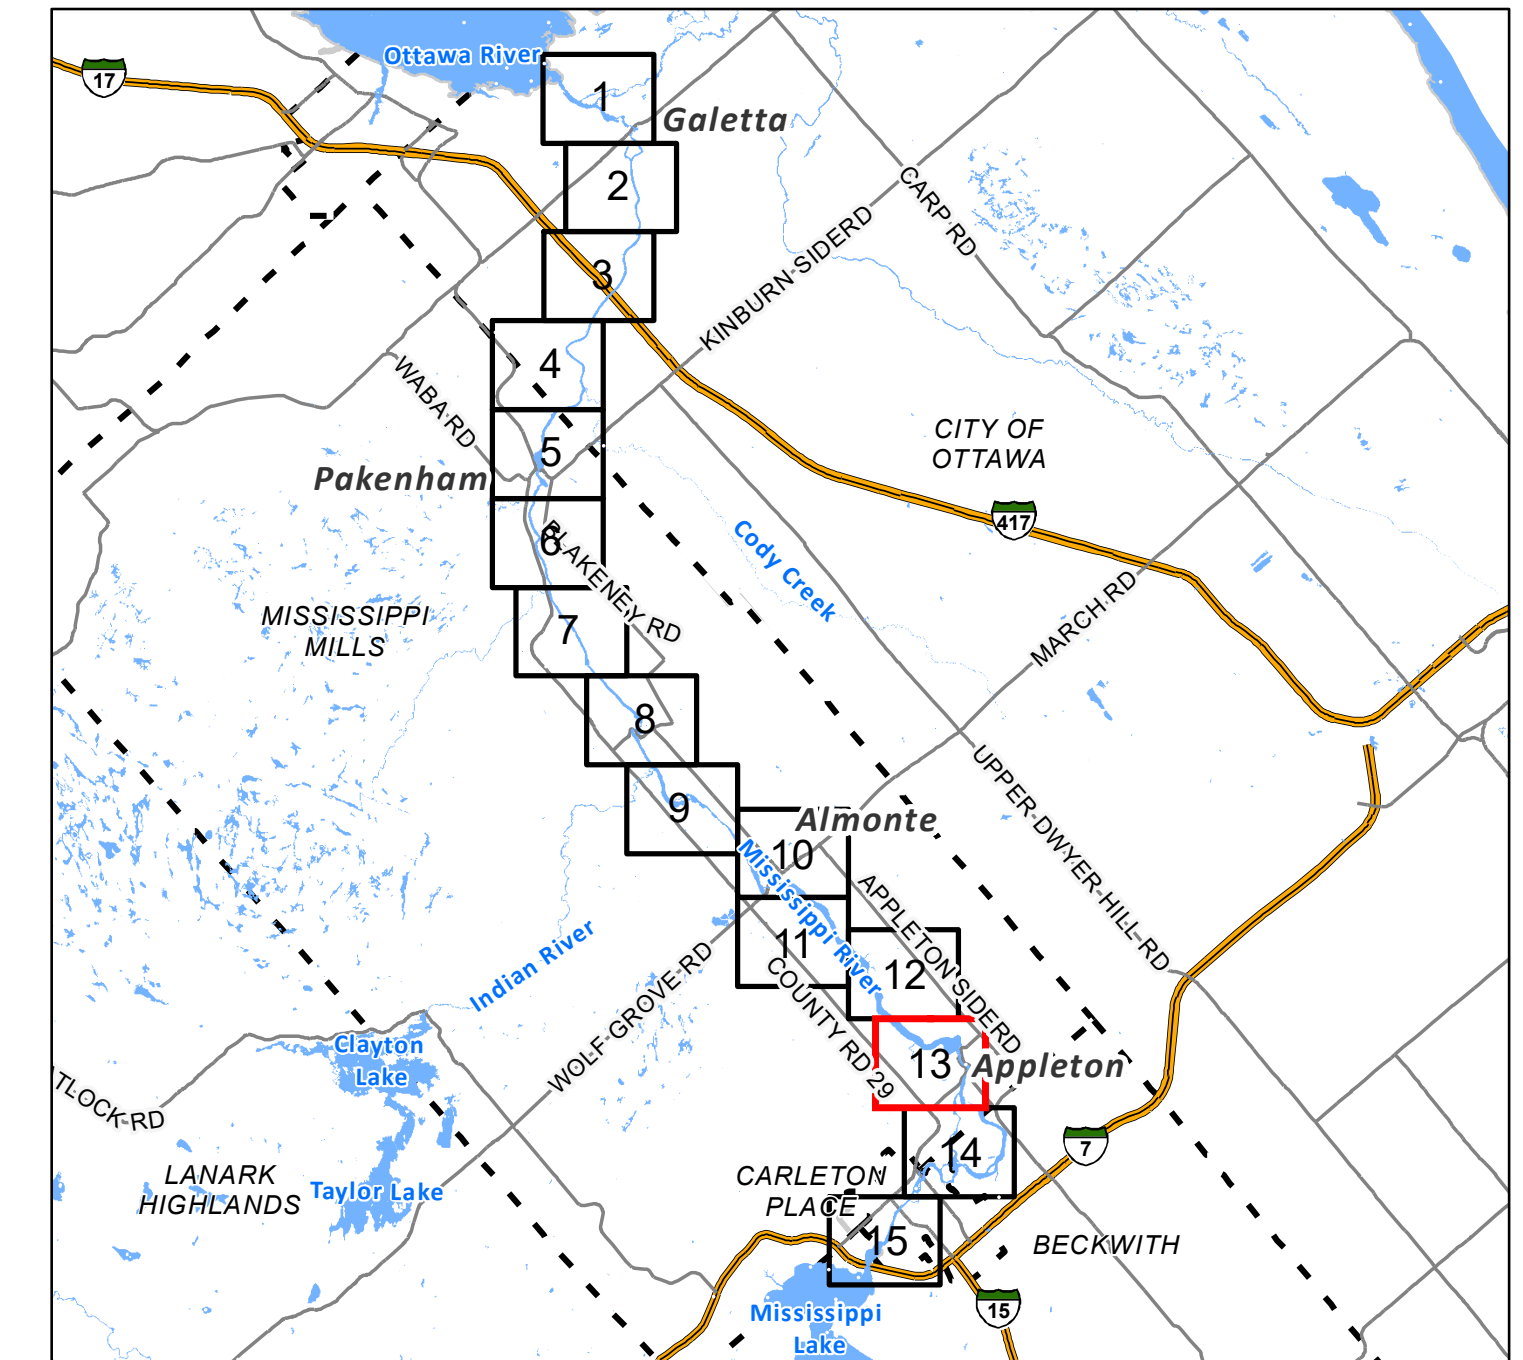 Ottawa River
17
1
Galetta
2
CARP RD
KINBURN SIDERD
3
4
WABA RD
CITY OF
OTTAWA
5
Pakenham
417
6
BLAKENEY RD
Cody Creek
MISSISSIPPI
MILLS
7
MARCH RD
8
UPPER DWYER HILL RD
9
Almonte
10
Mississippi River
APPLETON SIDERD
11
12
Indian River
WOLF GROVE RD
COUNTY RD 29
Clayton
Lake
13
Appleton
TLOCK RD
7
14
LANARK
HIGHLANDS
Taylor Lake
CARLETON
PLACE
15
BECKWITH
15
Mississippi
Lake